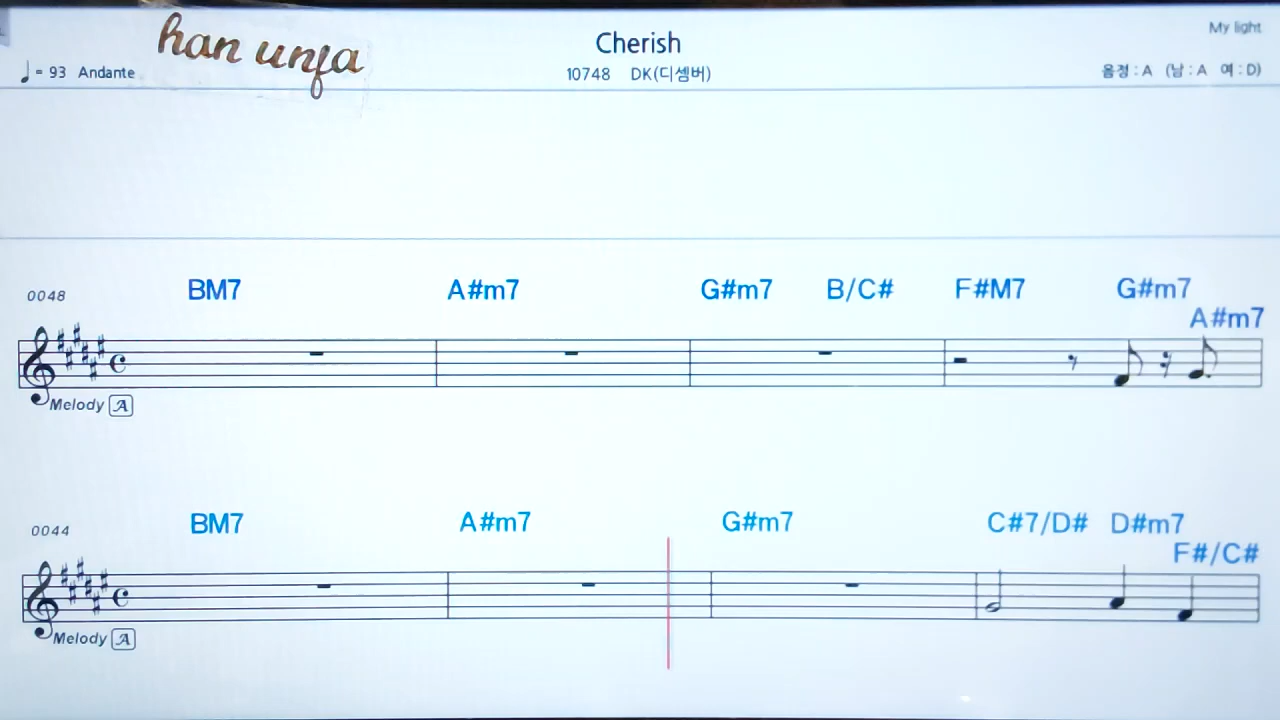 han unja
Cherish
My light
♩ = 93 Andante
10748 DK(디셈버)
음정 : A (남 : A 여 : D)
0048 BM7 A#m7 G#m7 B/C# F#M7 G#m7
A#m7
Melody A
0044 BM7 A#m7 G#m7 C#7/D# D#m7
F#/C#
Melody A